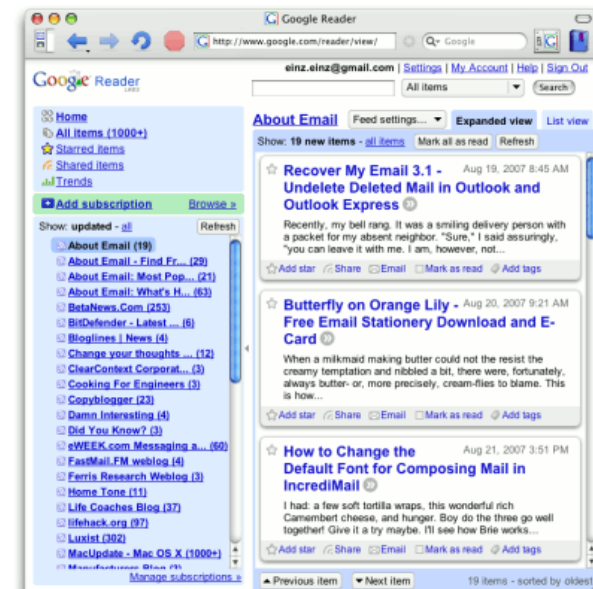 Google Reader
http://www.google.com/reader/view/
Google
einz.einz@gmail.com | Settings | My Account | Help | Sign Out
Google Reader
LABS
All items
Search
Home
All items (1000+)
Starred items
Shared items
Trends
Add subscription Browse »
Show: updated - all Refresh
About Email (19)
About Email - Find Fr... (29)
About Email: Most Pop... (21)
About Email: What's H... (63)
BetaNews.Com (253)
BitDefender - Latest ... (6)
Bloglines | News (4)
Change your thoughts ... (12)
ClearContext Corporat... (3)
Cooking For Engineers (3)
Copyblogger (23)
Damn Interesting (4)
Did You Know? (3)
eWEEK.com Messaging a... (60)
FastMail.FM weblog (4)
Ferris Research Weblog (3)
Home Tone (11)
Life Coaches Blog (37)
lifehack.org (97)
Luxist (302)
MacUpdate - Mac OS X (1000+)
Manufacturers Blog (3)
Manage subscriptions »
About Email Feed settings... Expanded view List view
Show: 19 new items - all items Mark all as read Refresh
Recover My Email 3.1 - Aug 19, 2007 8:45 AM
Undelete Deleted Mail in Outlook and
Outlook Express
Recently, my bell rang. It was a smiling delivery person with
a packet for my absent neighbor. "Sure," I said assuringly,
"you can leave it with me. I am, however, not...
Add star Share Email Mark as read Add tags
Butterfly on Orange Lily - Aug 20, 2007 9:21 AM
Free Email Stationery Download and E-
Card
When a milkmaid making butter could not the resist the
creamy temptation and nibbled a bit, there were, fortunately,
always butter- or, more precisely, cream-flies to blame. This
is how...
Add star Share Email Mark as read Add tags
How to Change the Aug 21, 2007 3:51 PM
Default Font for Composing Mail in
IncrediMail
I had: a few soft tortilla wraps, this wonderful rich
Camembert cheese, and hunger. Boy do the three go well
together! Give it a try maybe. I'll see how Brie works...
Add star Share Email Mark as read Add tags
Previous item Next item 19 items - sorted by oldest